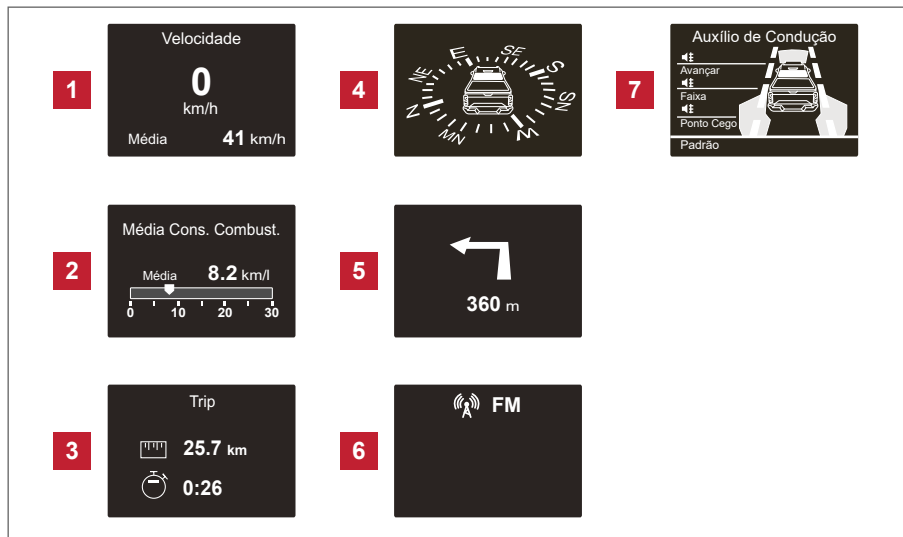 1
Velocidade
0
km/h
Média 41 km/h
2
Média Cons. Combust.
Média 8.2 km/l
0 10 20 30
3
Trip
25.7 km
0:26
4
N NE E SE S SN W MN
5
360 m
6
FM
7
Auxílio de Condução
Avançar
Faixa
Ponto Cego
Padrão